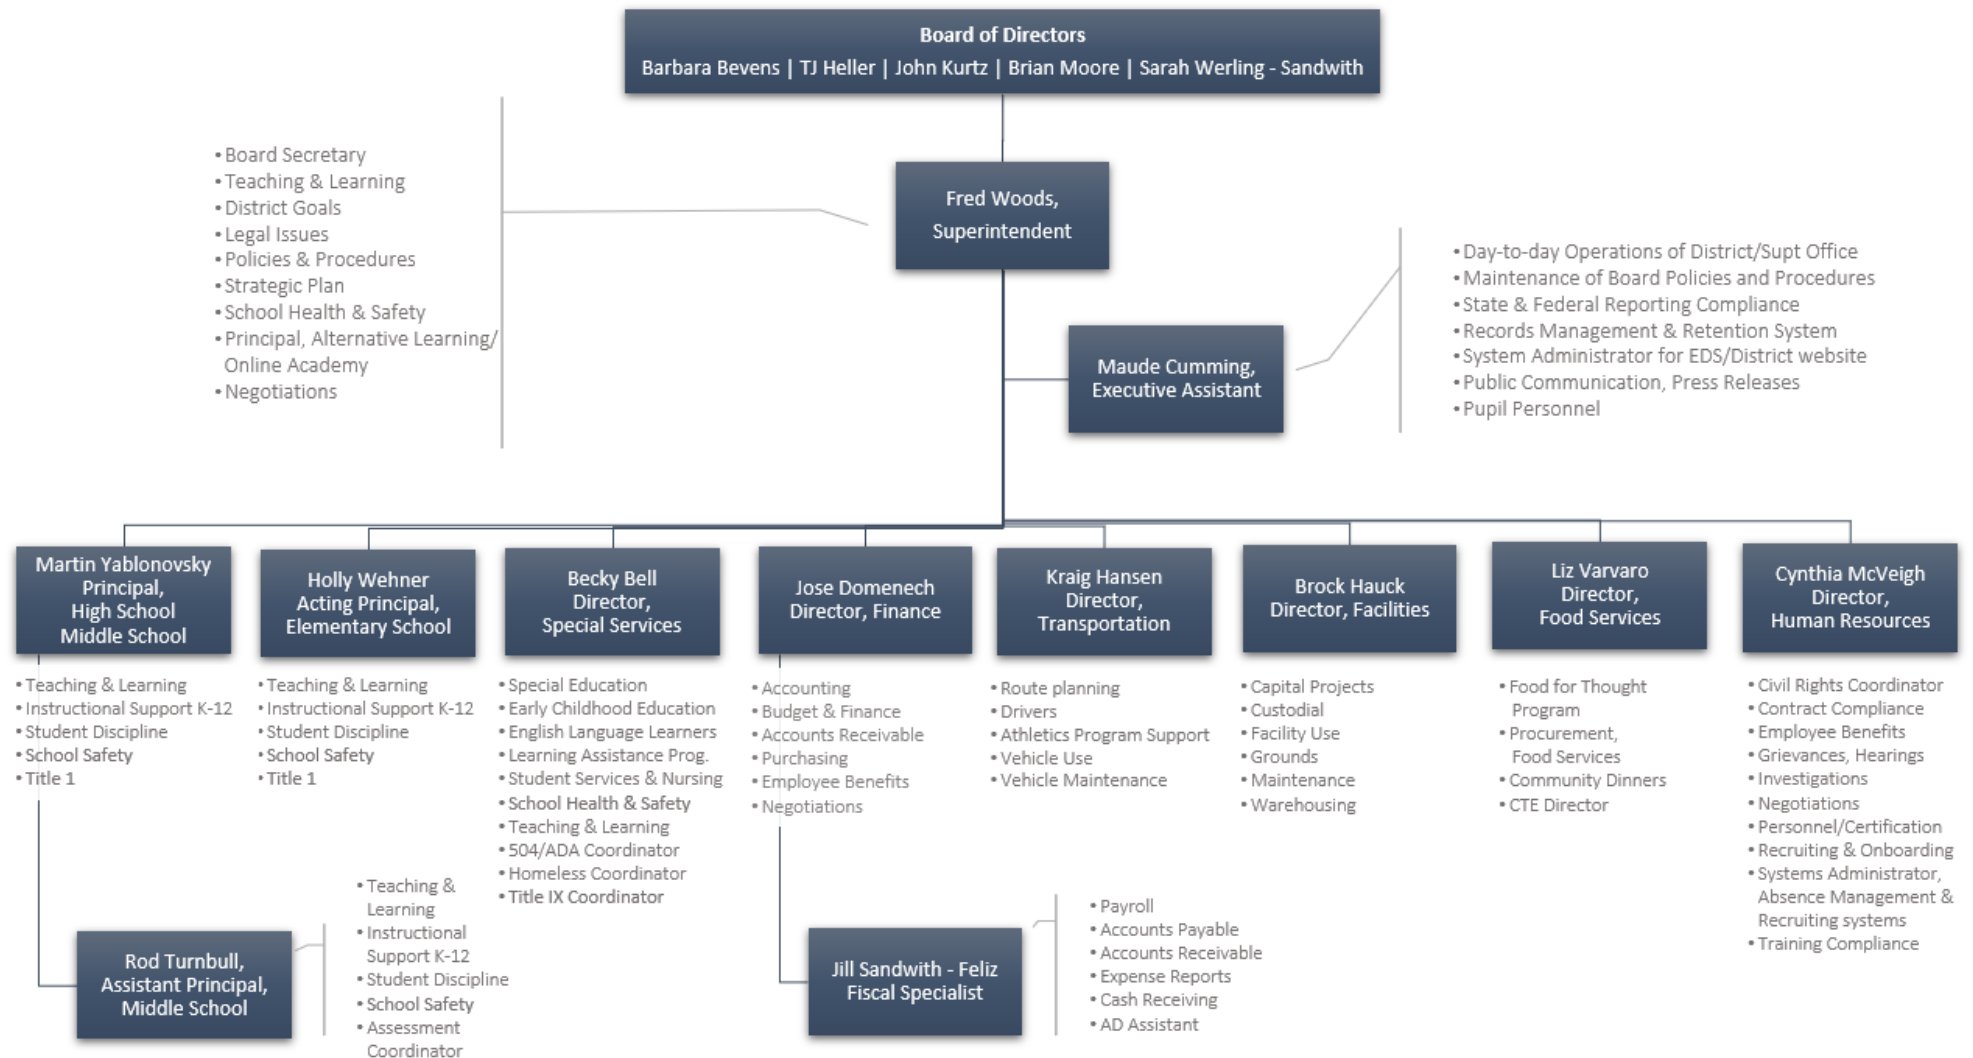 Board of Directors
Barbara Bevens | TJ Heller | John Kurtz | Brian Moore | Sarah Werling - Sandwith
• Board Secretary
• Teaching & Learning
• District Goals
• Legal Issues
• Policies & Procedures
• Strategic Plan
• School Health & Safety
• Principal, Alternative Learning/
Online Academy
• Negotiations
Fred Woods,
Superintendent
Maude Cumming,
Executive Assistant
• Day-to-day Operations of District/Supt Office
• Maintenance of Board Policies and Procedures
• State & Federal Reporting Compliance
• Records Management & Retention System
• System Administrator for EDS/District website
• Public Communication, Press Releases
• Pupil Personnel
Martin Yablonovsky
Principal,
High School
Middle School
• Teaching & Learning
• Instructional Support K-12
• Student Discipline
• School Safety
• Title 1
Rod Turnbull,
Assistant Principal,
Middle School
• Teaching &
Learning
• Instructional
Support K-12
• Student Discipline
• School Safety
• Assessment
Coordinator
Holly Wehner
Acting Principal,
Elementary School
• Teaching & Learning
• Instructional Support K-12
• Student Discipline
• School Safety
• Title 1
Becky Bell
Director,
Special Services
• Special Education
• Early Childhood Education
• English Language Learners
• Learning Assistance Prog.
• Student Services & Nursing
• School Health & Safety
• Teaching & Learning
• 504/ADA Coordinator
• Homeless Coordinator
• Title IX Coordinator
Jose Domenech
Director, Finance
• Accounting
• Budget & Finance
• Accounts Receivable
• Purchasing
• Employee Benefits
• Negotiations
Jill Sandwith - Feliz
Fiscal Specialist
• Payroll
• Accounts Payable
• Accounts Receivable
• Expense Reports
• Cash Receiving
• AD Assistant
Kraig Hansen
Director,
Transportation
• Route planning
• Drivers
• Athletics Program Support
• Vehicle Use
• Vehicle Maintenance
Brock Hauck
Director, Facilities
• Capital Projects
• Custodial
• Facility Use
• Grounds
• Maintenance
• Warehousing
Liz Varvaro
Director,
Food Services
• Food for Thought
Program
• Procurement,
Food Services
• Community Dinners
• CTE Director
Cynthia McVeigh
Director,
Human Resources
• Civil Rights Coordinator
• Contract Compliance
• Employee Benefits
• Grievances, Hearings
• Investigations
• Negotiations
• Personnel/Certification
• Recruiting & Onboarding
• Systems Administrator,
Absence Management &
Recruiting systems
• Training Compliance